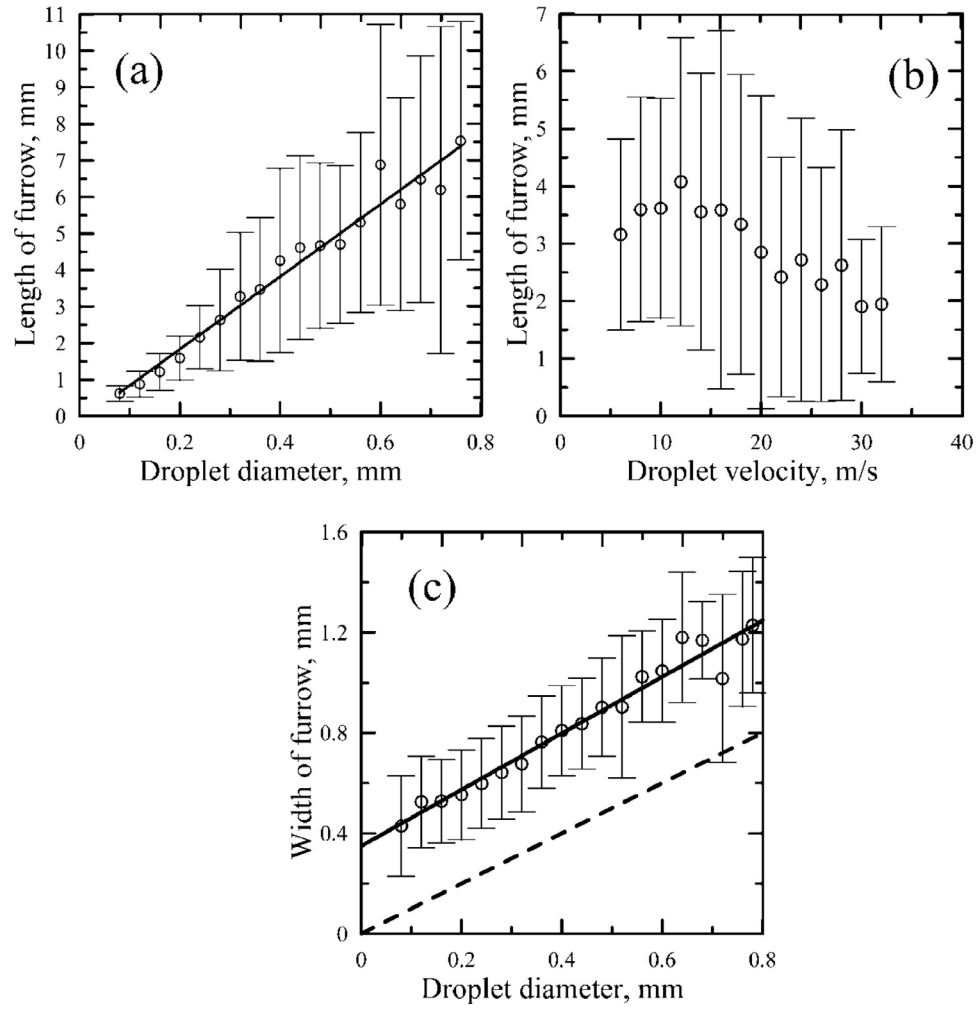 (a)
Length of furrow, mm
11
10
9
8
7
6
5
4
3
2
1
0
0 0.2 0.4 0.6 0.8
Droplet diameter, mm
(b)
Length of furrow, mm
7
6
5
4
3
2
1
0
0 10 20 30 40
Droplet velocity, m/s
(c)
Width of furrow, mm
1.6
1.2
0.8
0.4
0
0 0.2 0.4 0.6 0.8
Droplet diameter, mm